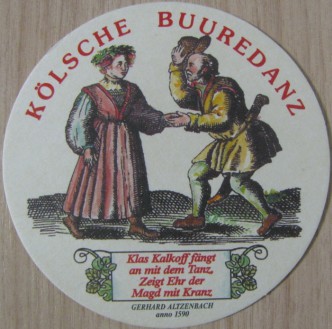 KÖLSCHE BUUREDANZ
Klas Kalkoff fängt
an mit dem Tanz,
Zeigt Ehr der
Magd mit Kranz
GERHARD ALTZENBACH
anno 1590